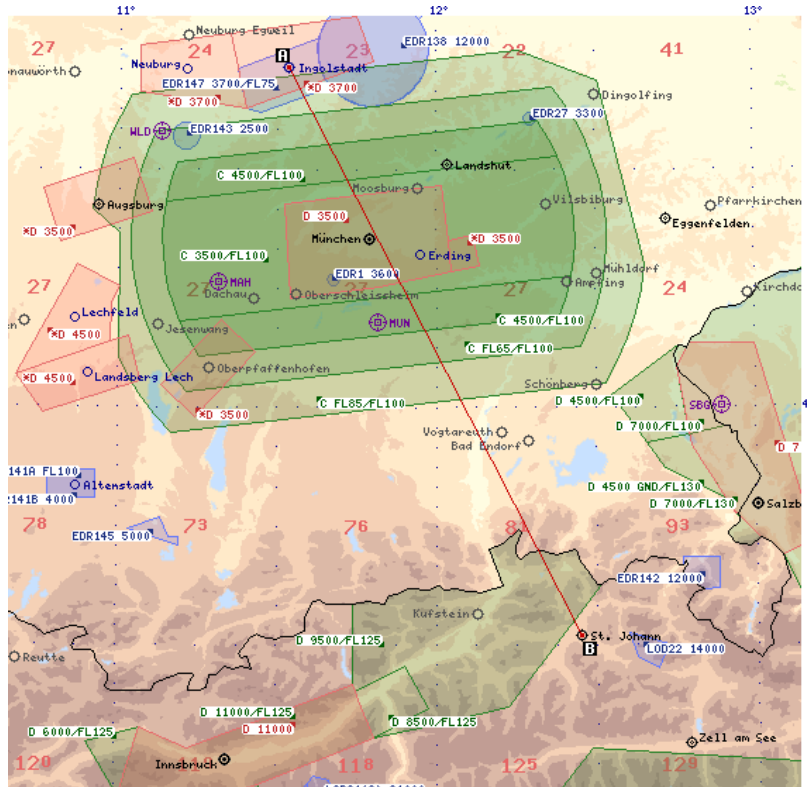 11°
12°
13°
Neuburg Egweil
27
24
23
22
41
A
EDR138 12000
onauwörth
Neuburg
Ingolstadt
EDR147 3700/FL75
*D 3700
*D 3700
Dingolfing
WLD
EDR143 2500
EDR27 3300
Landshut
C 4500/FL100
Moosburg
Augsburg
Vilsbiburg
Pfarrkirchen
D 3500
Eggenfelden
*D 3500
München
*D 3500
C 3500/FL100
Erding
Mühldorf
EDR1 3600
27
27
27
24
MAH
Ampfing
Kirchdo
Dachau
Oberschleissheim
Lechfeld
Jesenwang
C 4500/FL100
MUN
*D 4500
C FL65/FL100
Oberpfaffenhofen
*D 4500
Landsberg Lech
Schönberg
C FL85/FL100
D 4500/FL100
SBG
*D 3500
4
D 7000/FL100
Vogtareuth
Bad Endorf
D 7
141A FL100
Altenstadt
D 4500 GND/FL130
R141B 4000
D 7000/FL130
Salzb
78
73
76
81
93
EDR145 5000
EDR142 12000
Kufstein
D 9500/FL125
St. Johann
B
LOD22 14000
Reutte
D 11000/FL125
D 8500/FL125
D 6000/FL125
D 11000
Zell am See
120
Innsbruck
118
125
129